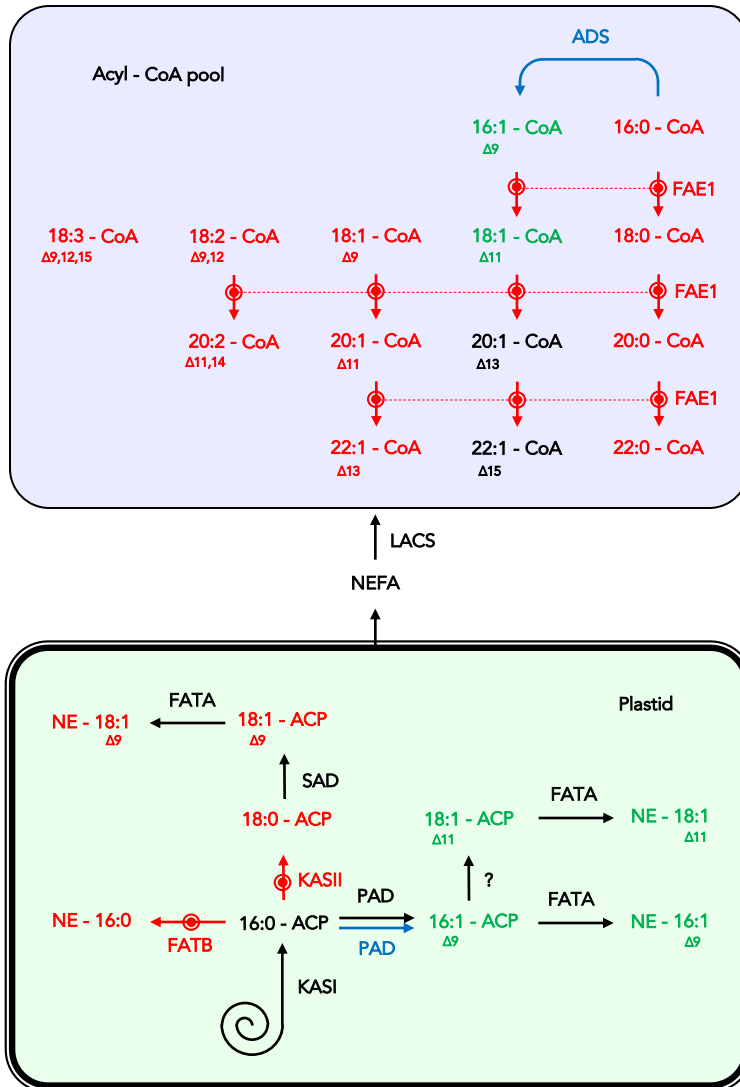 ADS
Acyl - CoA pool
16:1 - CoA 16:0 - CoA
Δ9
FAE1
18:3 - CoA 18:2 - CoA 18:1 - CoA 18:1 - CoA 18:0 - CoA
Δ9,12,15 Δ9,12 Δ9 Δ11
FAE1
20:2 - CoA 20:1 - CoA 20:1 - CoA 20:0 - CoA
Δ11,14 Δ11 Δ13
FAE1
22:1 - CoA 22:1 - CoA 22:0 - CoA
Δ13 Δ15
LACS
NEFA
Plastid
FATA
NE - 18:1 18:1 - ACP
Δ9 Δ9
SAD
FATA
18:0 - ACP 18:1 - ACP NE - 18:1
Δ11 Δ11
KASII ?
PAD FATA
NE - 16:0 16:0 - ACP 16:1 - ACP NE - 16:1
FATB PAD Δ9 Δ9
KASI